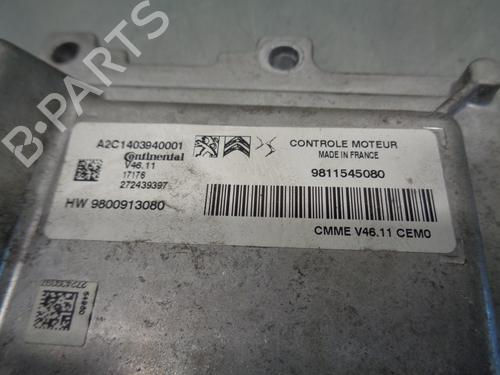 B-PARTS
A2C1403940001
Continental
V46.11
17176
272439397
HW 9800913080
CONTROLE MOTEUR
MADE IN FRANCE
9811545080
CMME V46.11 CEM0